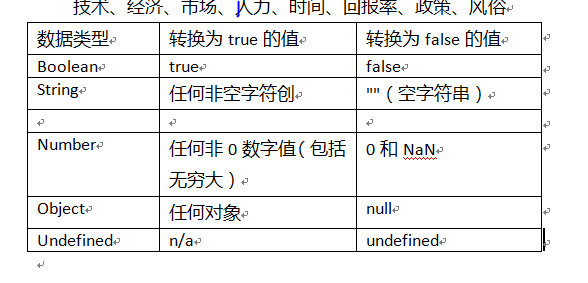 技术、经济、市场、人力、时间、回报率、政策、风俗
数据类型 转换为 true 的值 转换为 false 的值
Boolean true false
String 任何非空字符创 ""（空字符串）
Number 任何非 0 数字值（包括 0 和 NaN
无穷大）
Object 任何对象 null
Undefined n/a undefined